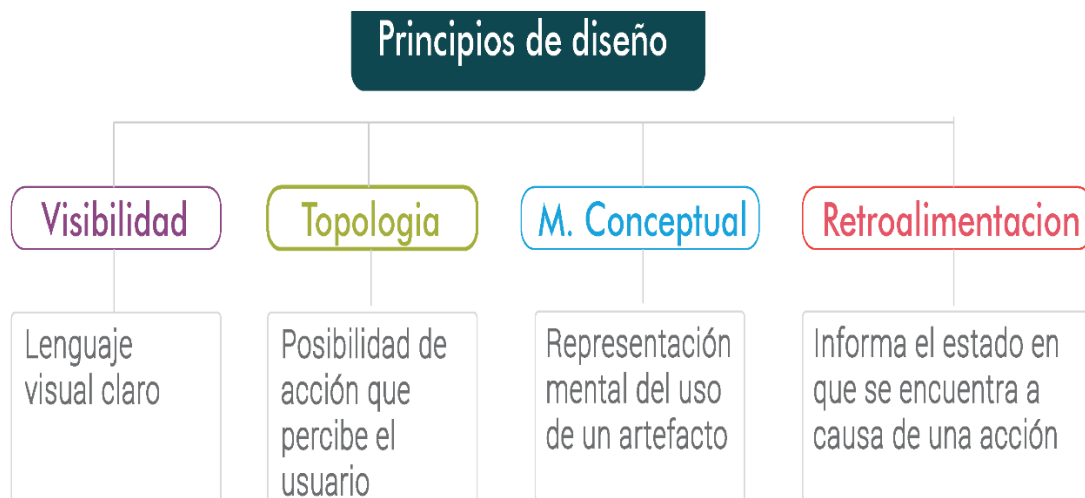 Principios de diseño
Visibilidad
Topologia
M. Conceptual
Retroalimentacion
Lenguaje
visual claro
Posibilidad de
acción que
percibe el
usuario
Representación
mental del uso
de un artefacto
Informa el estado en
que se encuentra a
causa de una acción